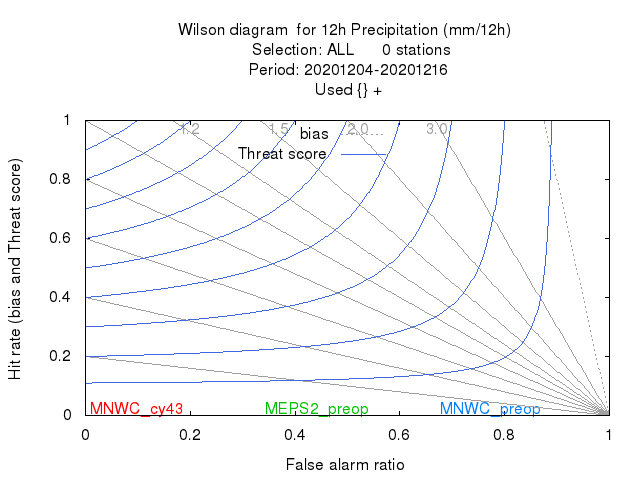 Wilson diagram  for 12h Precipitation (mm/12h)
Selection: ALL      0 stations
Period: 20201204-20201216
Used {} +
1.2 1.5 2.0 3.0
bias
Threat score
Hit rate (bias and Threat score)
1
0.8
0.6
0.4
0.2
0
MNWC_cy43 MEPS2_preop MNWC_preop
0 0.2 0.4 0.6 0.8 1
False alarm ratio